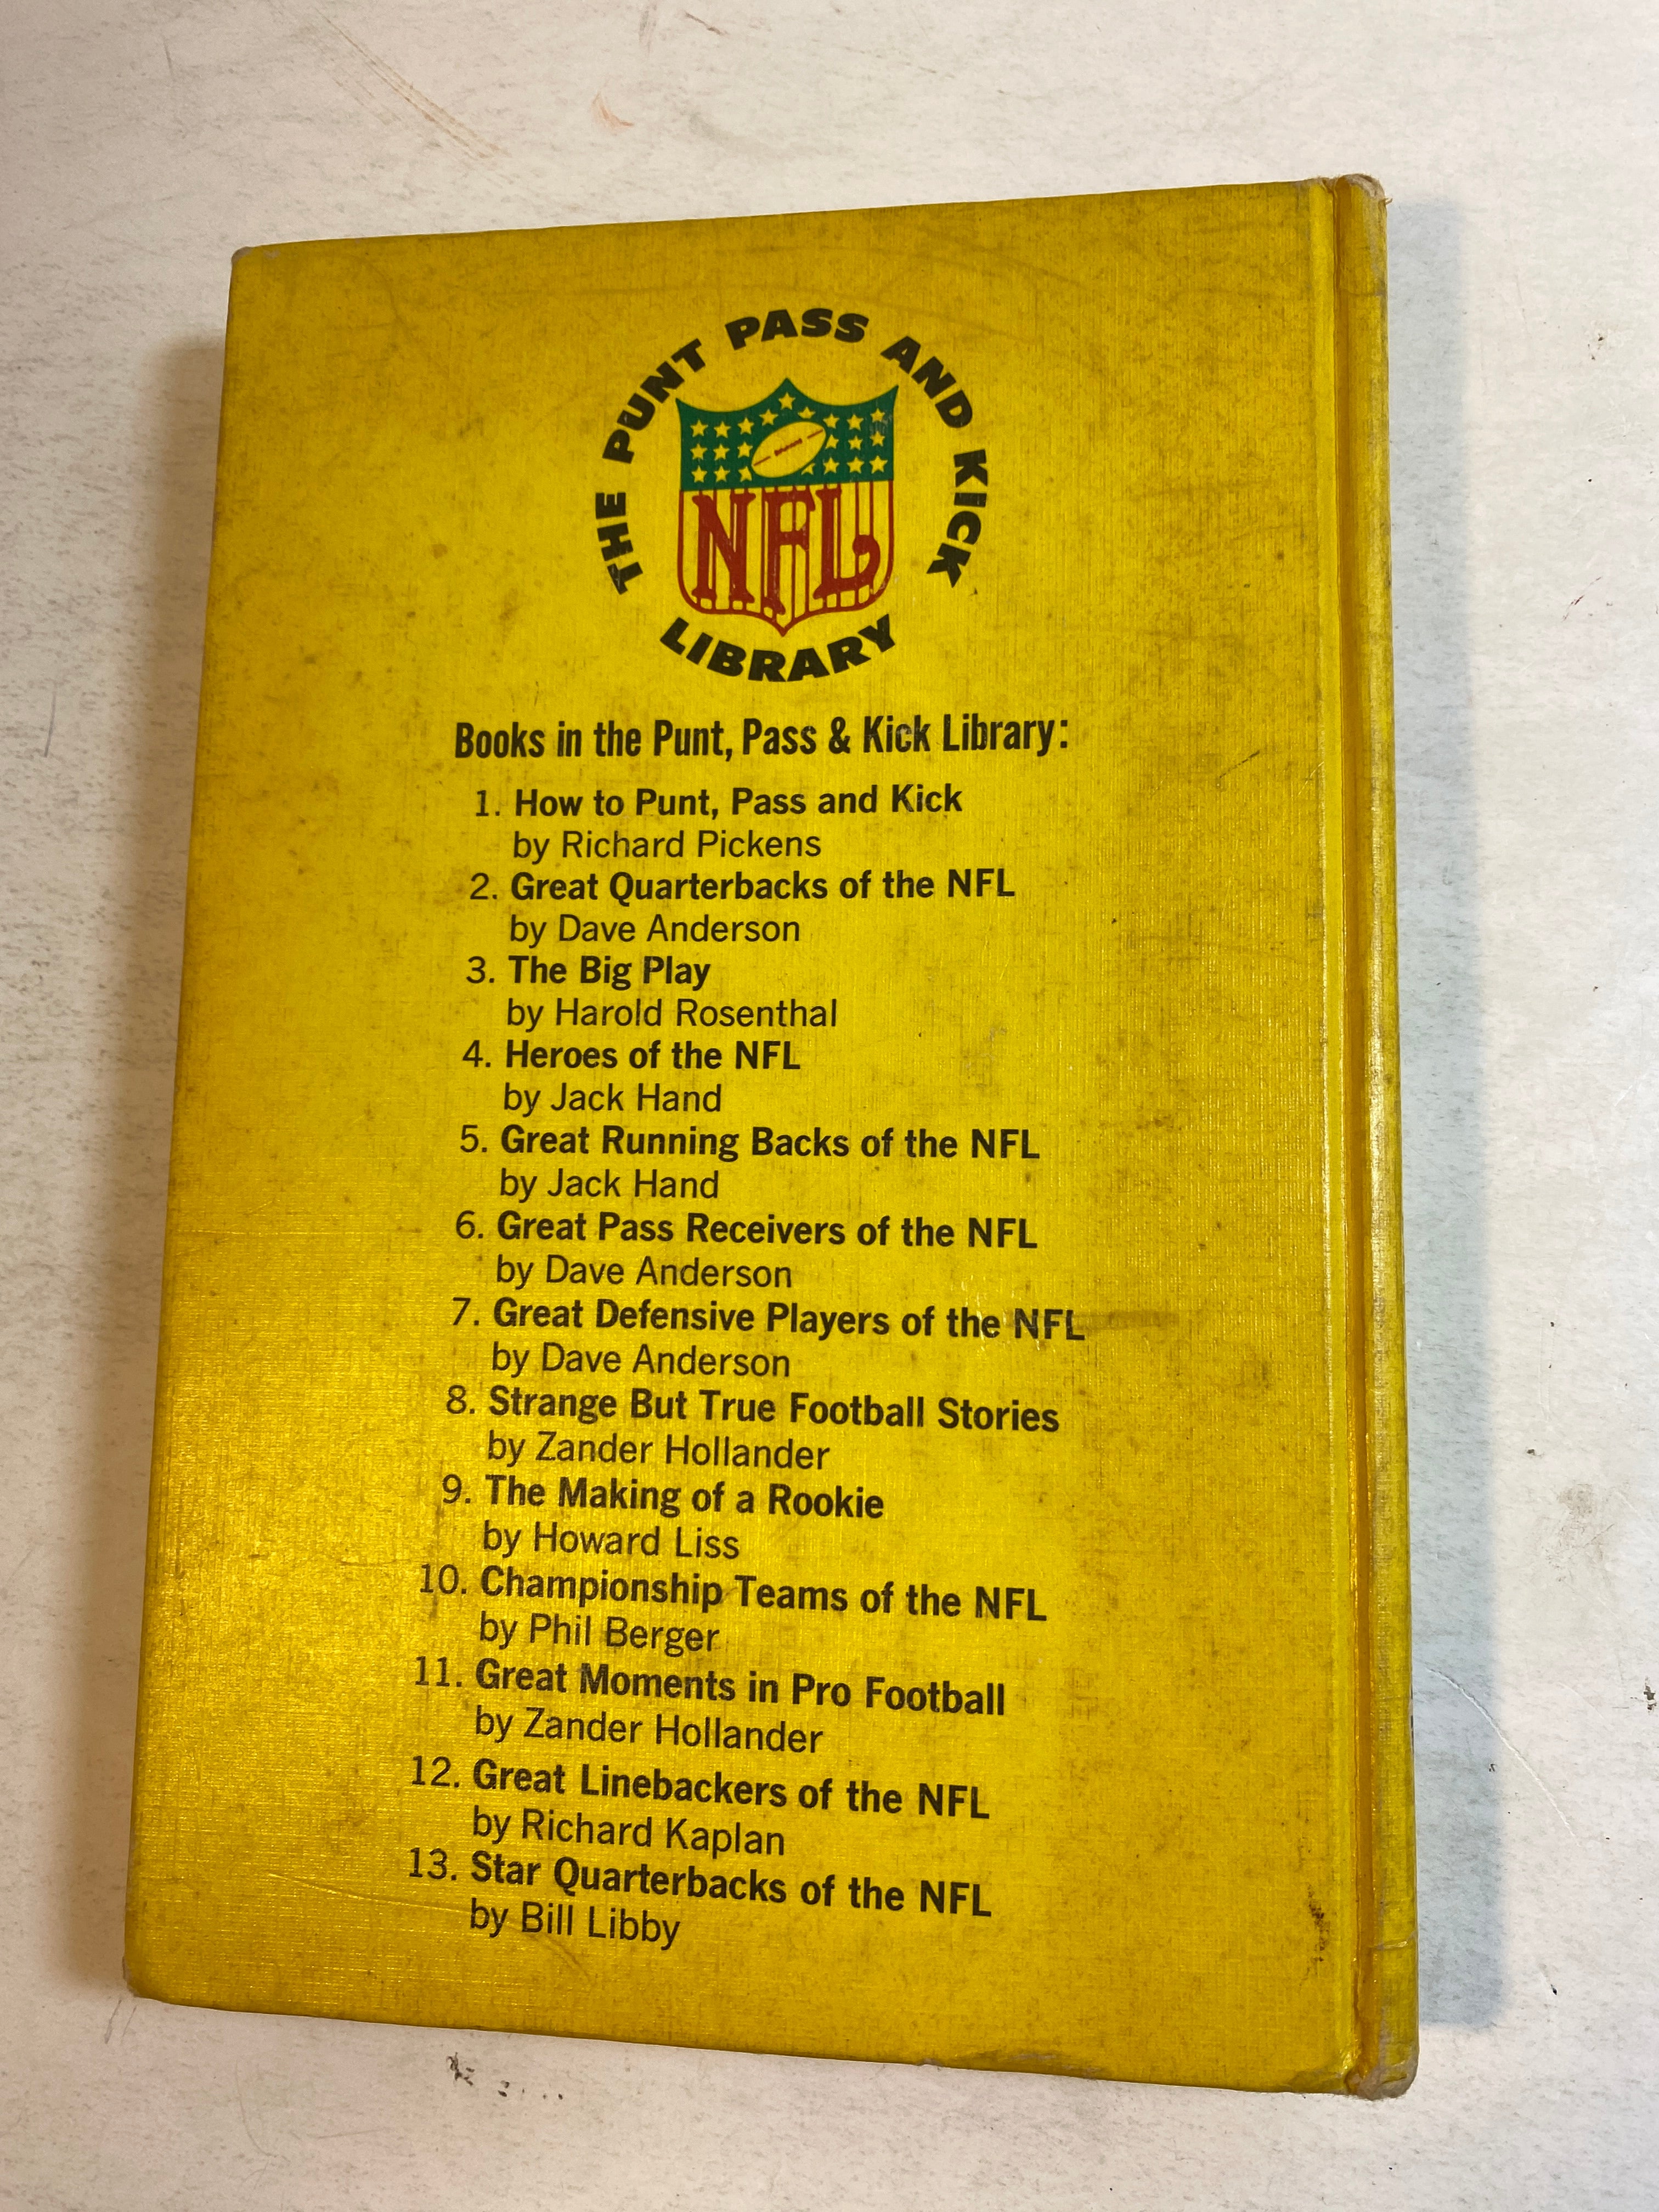 THE PUNT PASS AND KICK
NFL
LIBRARY
Books in the Punt, Pass & Kick Library:
1. How to Punt, Pass and Kick
by Richard Pickens
2. Great Quarterbacks of the NFL
by Dave Anderson
3. The Big Play
by Harold Rosenthal
4. Heroes of the NFL
by Jack Hand
5. Great Running Backs of the NFL
by Jack Hand
6. Great Pass Receivers of the NFL
by Dave Anderson
7. Great Defensive Players of the NFL
by Dave Anderson
8. Strange But True Football Stories
by Zander Hollander
9. The Making of a Rookie
by Howard Liss
10. Championship Teams of the NFL
by Phil Berger
11. Great Moments in Pro Football
by Zander Hollander
12. Great Linebackers of the NFL
by Richard Kaplan
13. Star Quarterbacks of the NFL
by Bill Libby